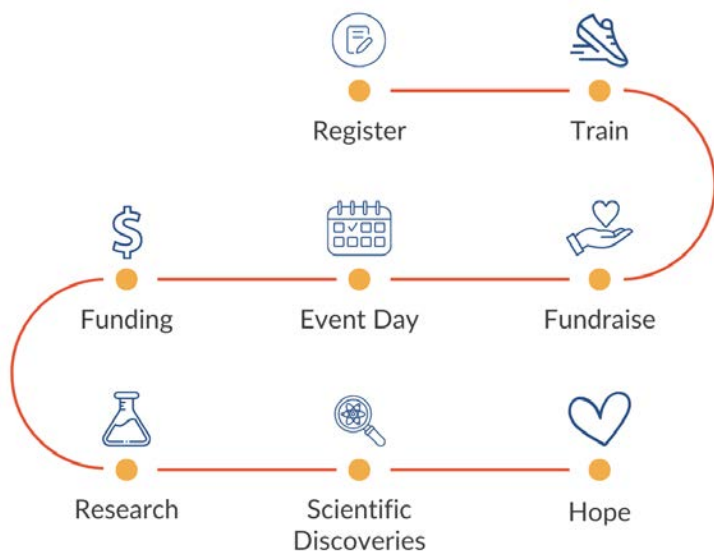 Register
Train
Funding
Event Day
Fundraise
Research
Scientific
Discoveries
Hope